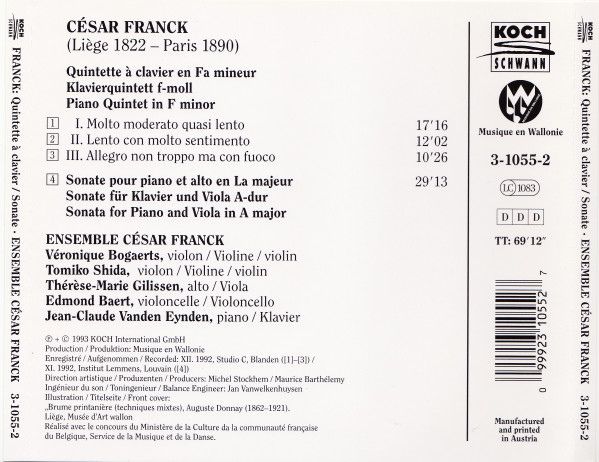 KOCH
SCHWANN
FRANCK: Quintette à clavier / Sonate · ENSEMBLE CÉSAR FRANCK 3-1055-2
CÉSAR FRANCK
(Liège 1822 – Paris 1890)
Quintette à clavier en Fa mineur
Klavierquintett f-moll
Piano Quintet in F minor
1 I. Molto moderato quasi lento 17'16
2 II. Lento con molto sentimento 12'02
3 III. Allegro non troppo ma con fuoco 10'26
4 Sonate pour piano et alto en La majeur 29'13
Sonate für Klavier und Viola A-dur
Sonata for Piano and Viola in A major
ENSEMBLE CÉSAR FRANCK
Véronique Bogaerts, violon / Violine / violin
Tomiko Shida, violon / Violine / violin
Thérèse-Marie Gilissen, alto / Viola
Edmond Baert, violoncelle / Violoncello
Jean-Claude Vanden Eynden, piano / Klavier
℗ + © 1993 KOCH International GmbH
Production / Produktion: Musique en Wallonie
Enregistré / Aufgenommen / Recorded: XII. 1992, Studio C, Blanden ([1]–[3]) /
XI. 1992, Institut Lemmens, Louvain ([4])
Direction artistique / Produzenten / Producers: Michel Stockhem / Maurice Barthélemy
Ingénieur du son / Toningenieur / Balance Engineer: Jan Vanwelkenhuysen
Illustration / Titelseite / Front cover:
„Brume printanière (techniques mixtes), Auguste Donnay (1862–1921).
Liège, Musée d'Art wallon
Réalisé avec le concours du Ministère de la Culture de la communauté française
du Belgique, Service de la Musique et de la Danse.
KOCH
SCHWANN
Musique en Wallonie
3-1055-2
LC 1083
D D D
TT: 69'12"
0 99923 10552 7
Manufactured
and printed
in Austria
KOCH
SCHWANN
FRANCK: Quintette à clavier / Sonate · ENSEMBLE CÉSAR FRANCK 3-1055-2